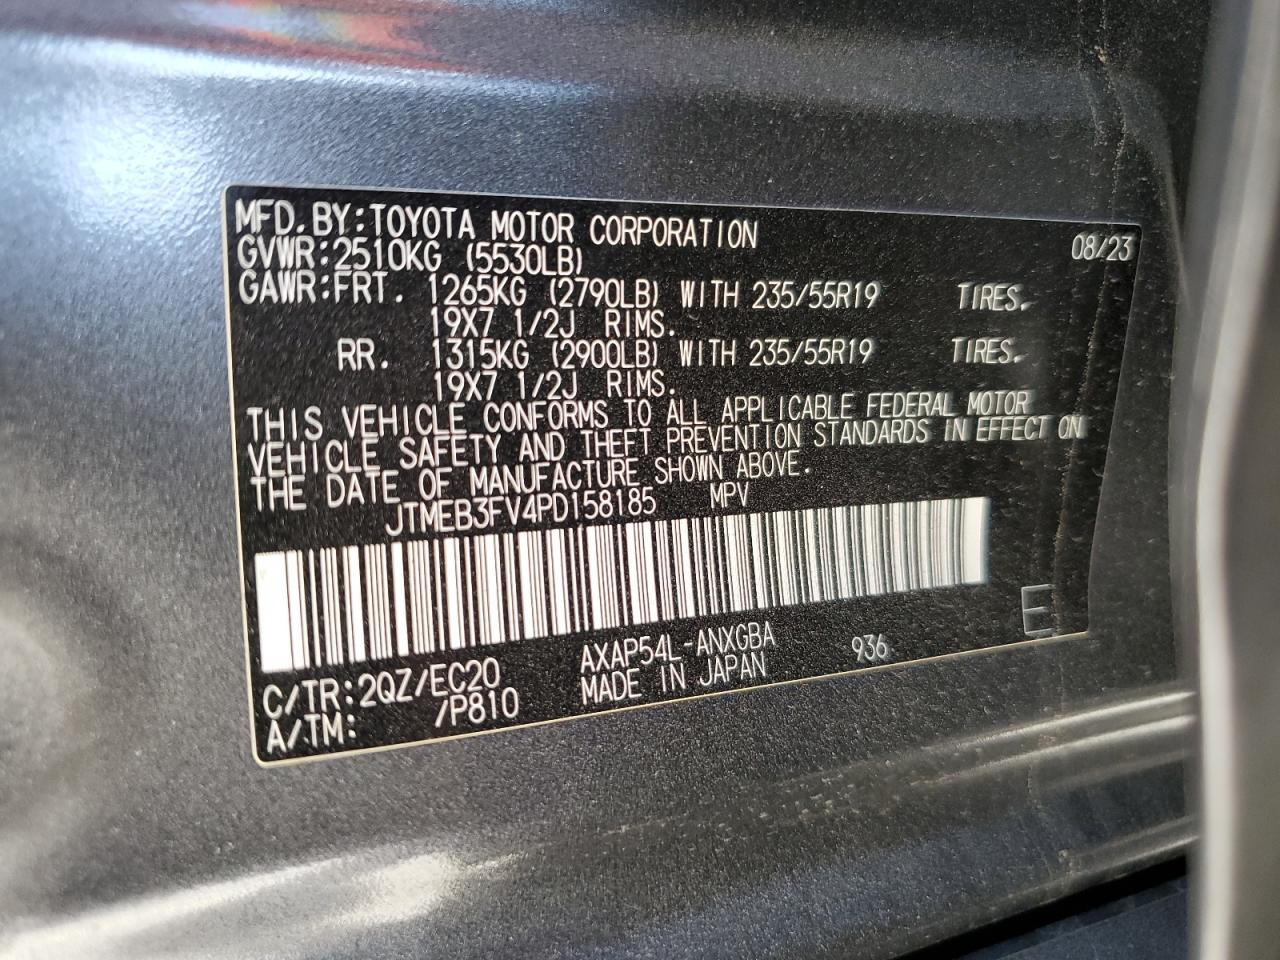 MFD. BY: TOYOTA MOTOR CORPORATION 08/23
GVWR: 2510KG (5530LB)
GAWR: FRT. 1265KG (2790LB) WITH 235/55R19 TIRES.
19X7 1/2J RIMS.
RR. 1315KG (2900LB) WITH 235/55R19 TIRES.
19X7 1/2J RIMS.
THIS VEHICLE CONFORMS TO ALL APPLICABLE FEDERAL MOTOR
VEHICLE SAFETY AND THEFT PREVENTION STANDARDS IN EFFECT ON
THE DATE OF MANUFACTURE SHOWN ABOVE.
JTMEB3FV4PD158185 MPV
E
C/TR: 2QZ/EC20 AXAP54L-ANXGBA 936
A/TM: /P810 MADE IN JAPAN